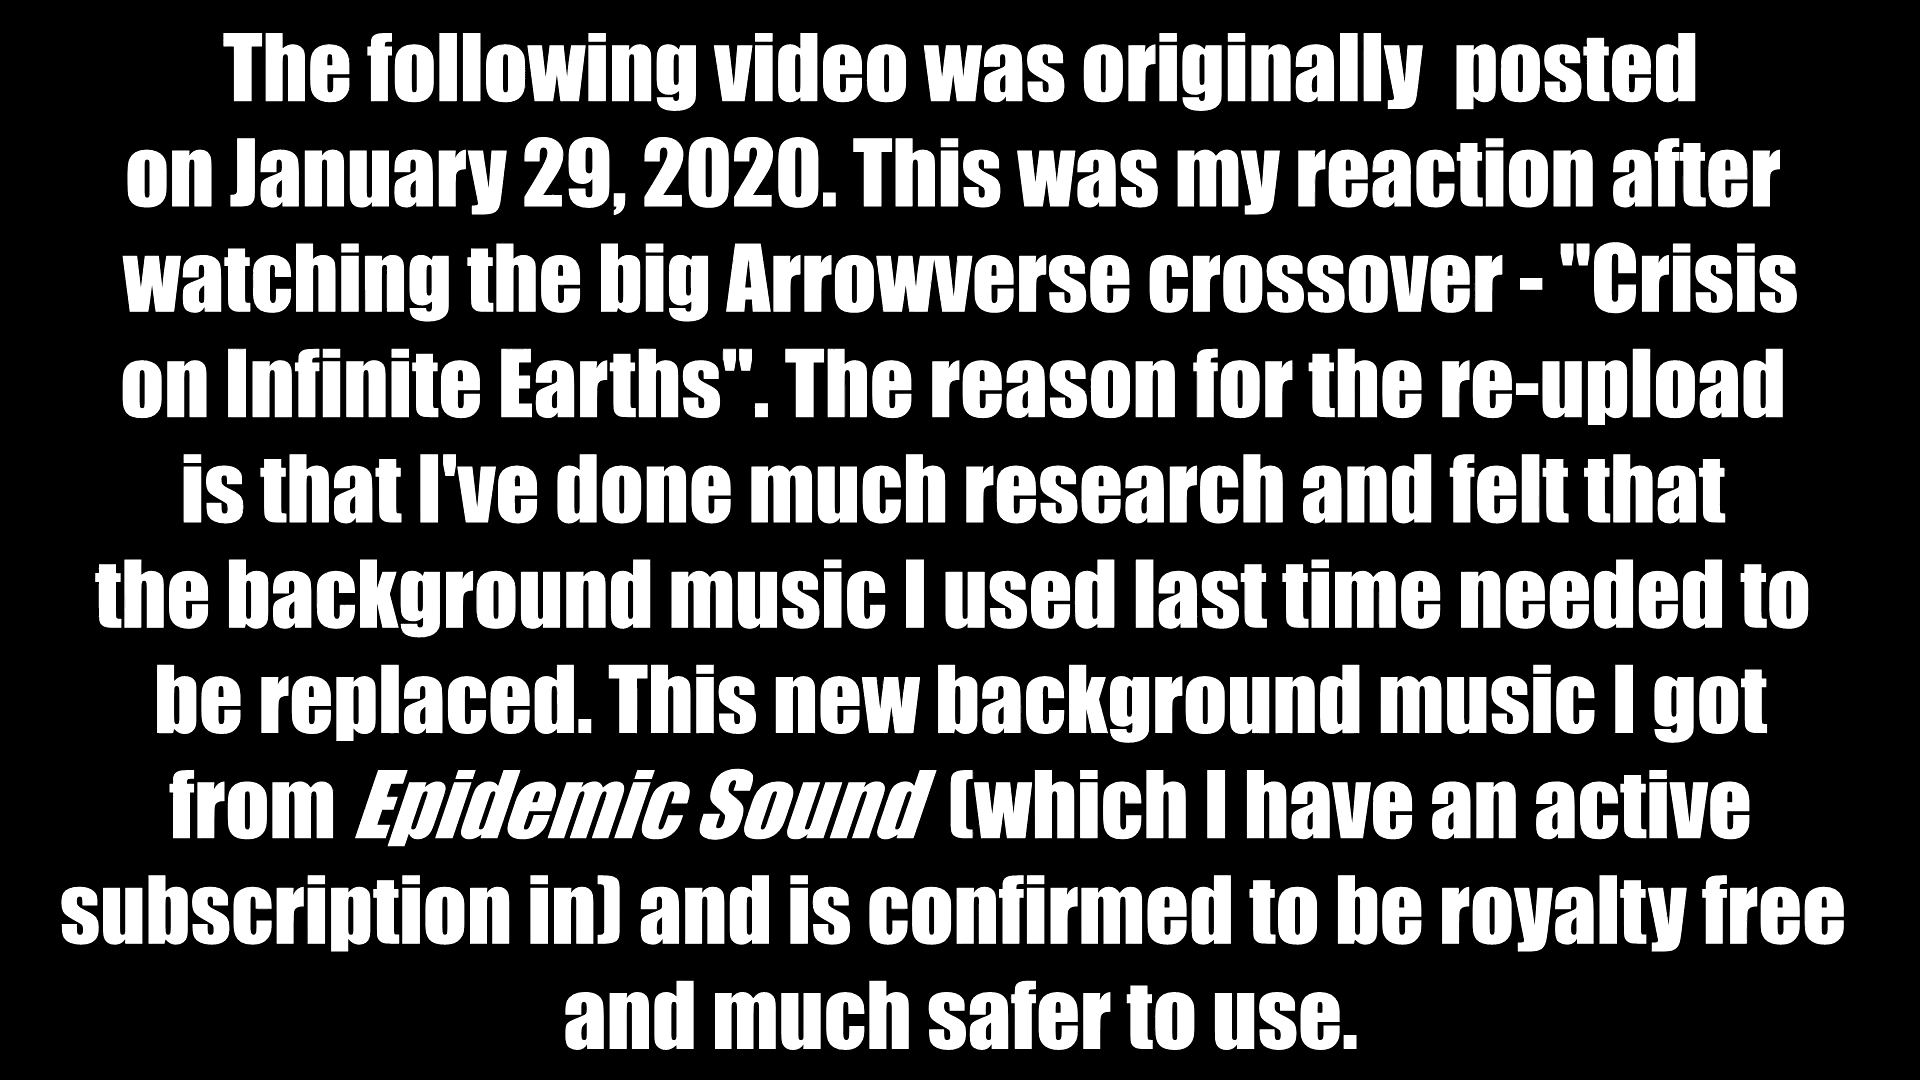 The following video was originally  posted
on January 29, 2020. This was my reaction after
watching the big Arrowverse crossover - "Crisis
on Infinite Earths". The reason for the re-upload
is that I've done much research and felt that
the background music I used last time needed to
be replaced. This new background music I got
from Epidemic Sound (which I have an active
subscription in) and is confirmed to be royalty free
and much safer to use.